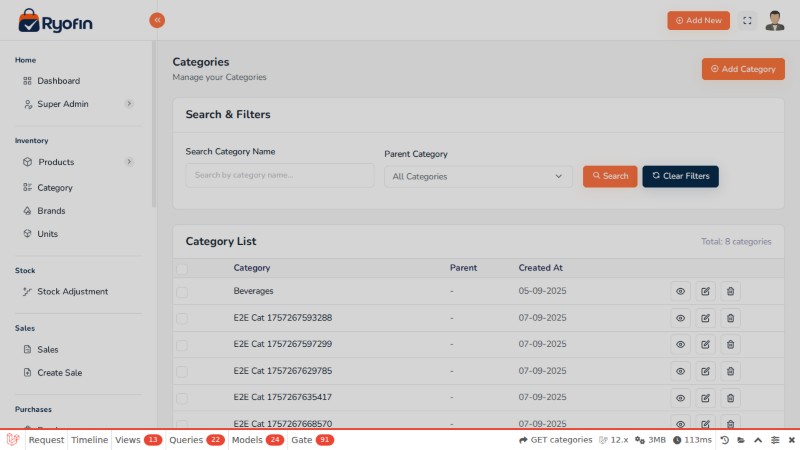 Ryofin
Add New
Home
Dashboard
Super Admin
Inventory
Products
Category
Brands
Units
Stock
Stock Adjustment
Sales
Sales
Create Sale
Purchases
Categories
Manage your Categories
Add Category
Search & Filters
Search Category Name
Parent Category
Search by category name...
All Categories
Search
Clear Filters
Category List
Total: 8 categories
Category Parent Created At
Beverages - 05-09-2025
E2E Cat 1757267593288 - 07-09-2025
E2E Cat 1757267597299 - 07-09-2025
E2E Cat 1757267629785 - 07-09-2025
E2E Cat 1757267635417 - 07-09-2025
E2E Cat 1757267668570 - 07-09-2025
Request Timeline Views 13 Queries 22 Models 24 Gate 91 GET categories 12.x 3MB 113ms